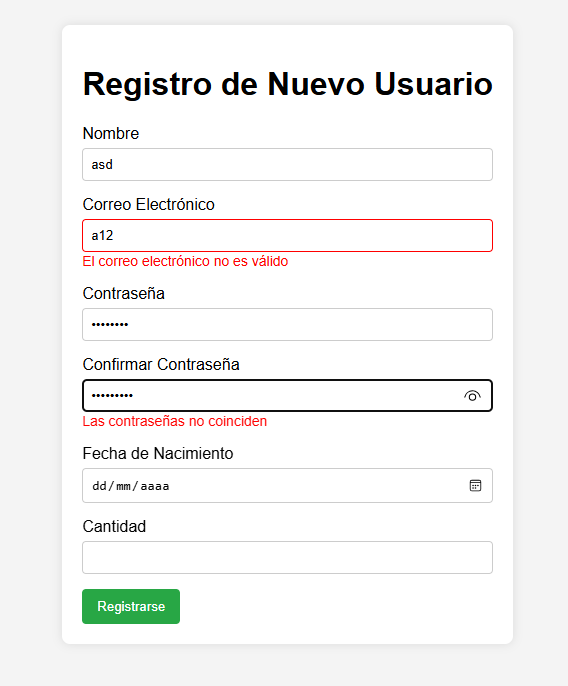 Registro de Nuevo Usuario
Nombre
asd
Correo Electrónico
a12
El correo electrónico no es válido
Contraseña
••••••••
Confirmar Contraseña
•••••••••
Las contraseñas no coinciden
Fecha de Nacimiento
dd/mm/aaaa
Cantidad
Registrarse